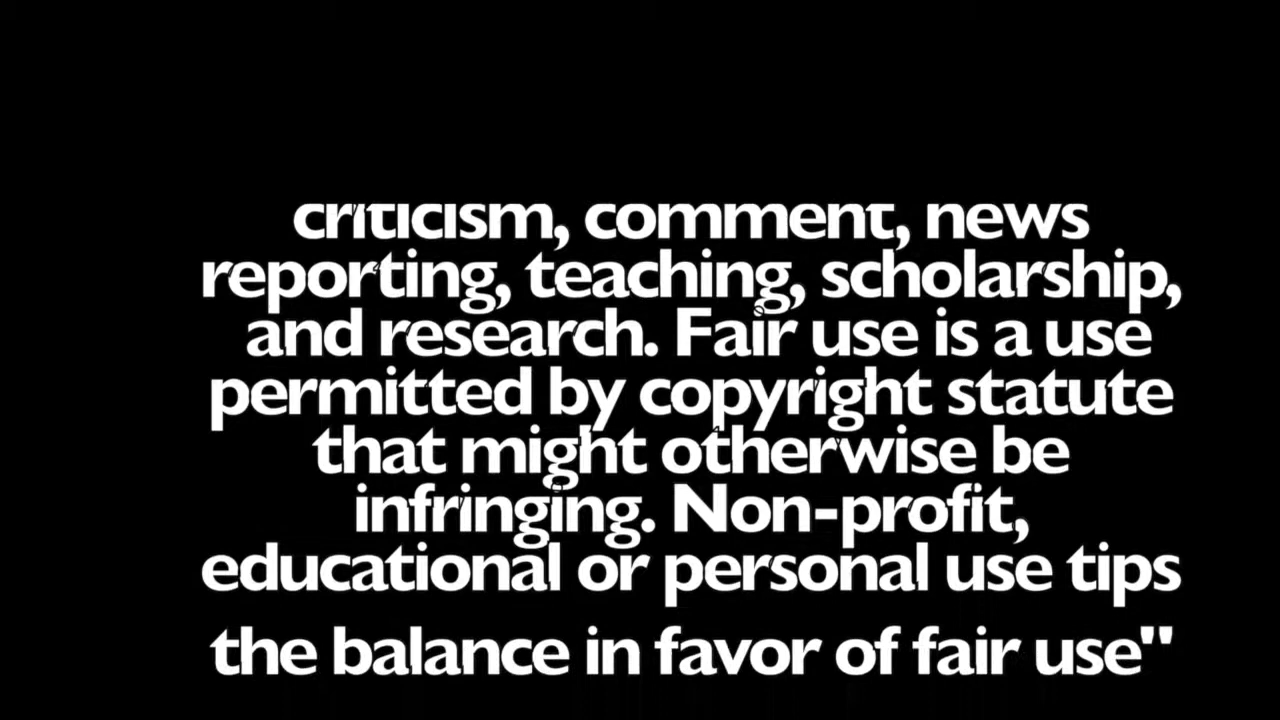 criticism, comment, news
reporting, teaching, scholarship,
and research. Fair use is a use
permitted by copyright statute
that might otherwise be
infringing. Non-profit,
educational or personal use tips
the balance in favor of fair use"